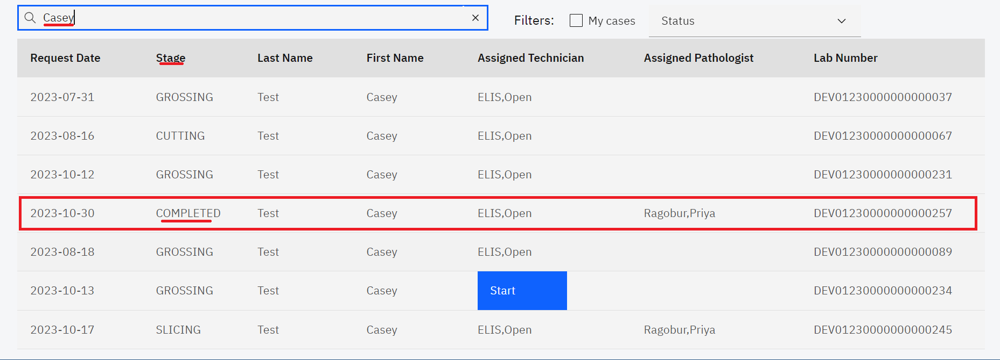 Casey
Filters: My cases Status
Request Date Stage Last Name First Name Assigned Technician Assigned Pathologist Lab Number
2023-07-31 GROSSING Test Casey ELIS,Open DEV01230000000000037
2023-08-16 CUTTING Test Casey ELIS,Open DEV01230000000000067
2023-10-12 GROSSING Test Casey ELIS,Open DEV01230000000000231
2023-10-30 COMPLETED Test Casey ELIS,Open Ragobur,Priya DEV01230000000000257
2023-08-18 GROSSING Test Casey ELIS,Open DEV01230000000000089
2023-10-13 GROSSING Test Casey Start DEV01230000000000234
2023-10-17 SLICING Test Casey ELIS,Open Ragobur,Priya DEV01230000000000245